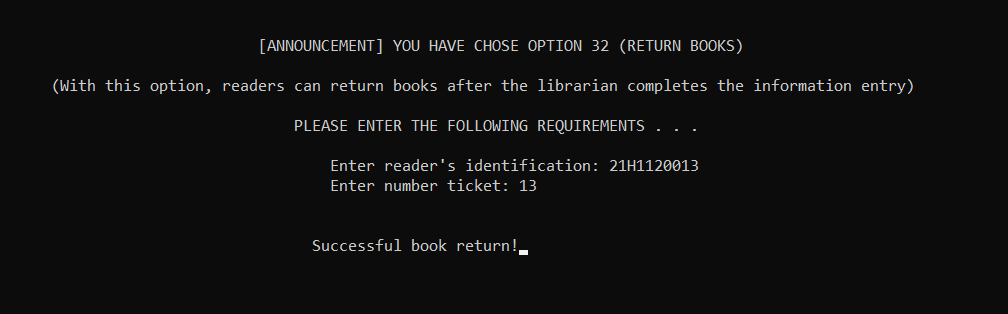 [ANNOUNCEMENT] YOU HAVE CHOSE OPTION 32 (RETURN BOOKS)
(With this option, readers can return books after the librarian completes the information entry)
PLEASE ENTER THE FOLLOWING REQUIREMENTS . . .
Enter reader's identification: 21H1120013
Enter number ticket: 13
Successful book return!